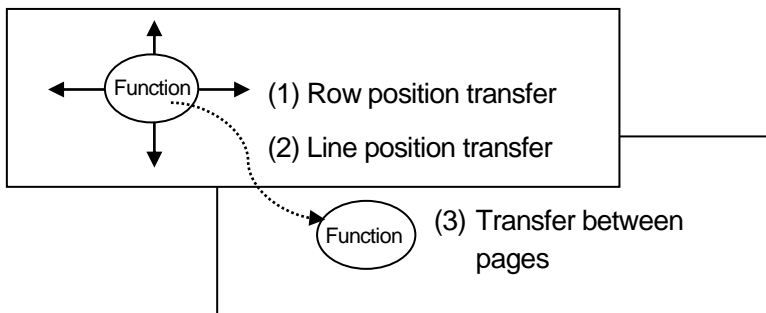 Function
(1) Row position transfer
(2) Line position transfer
Function
(3) Transfer between
pages